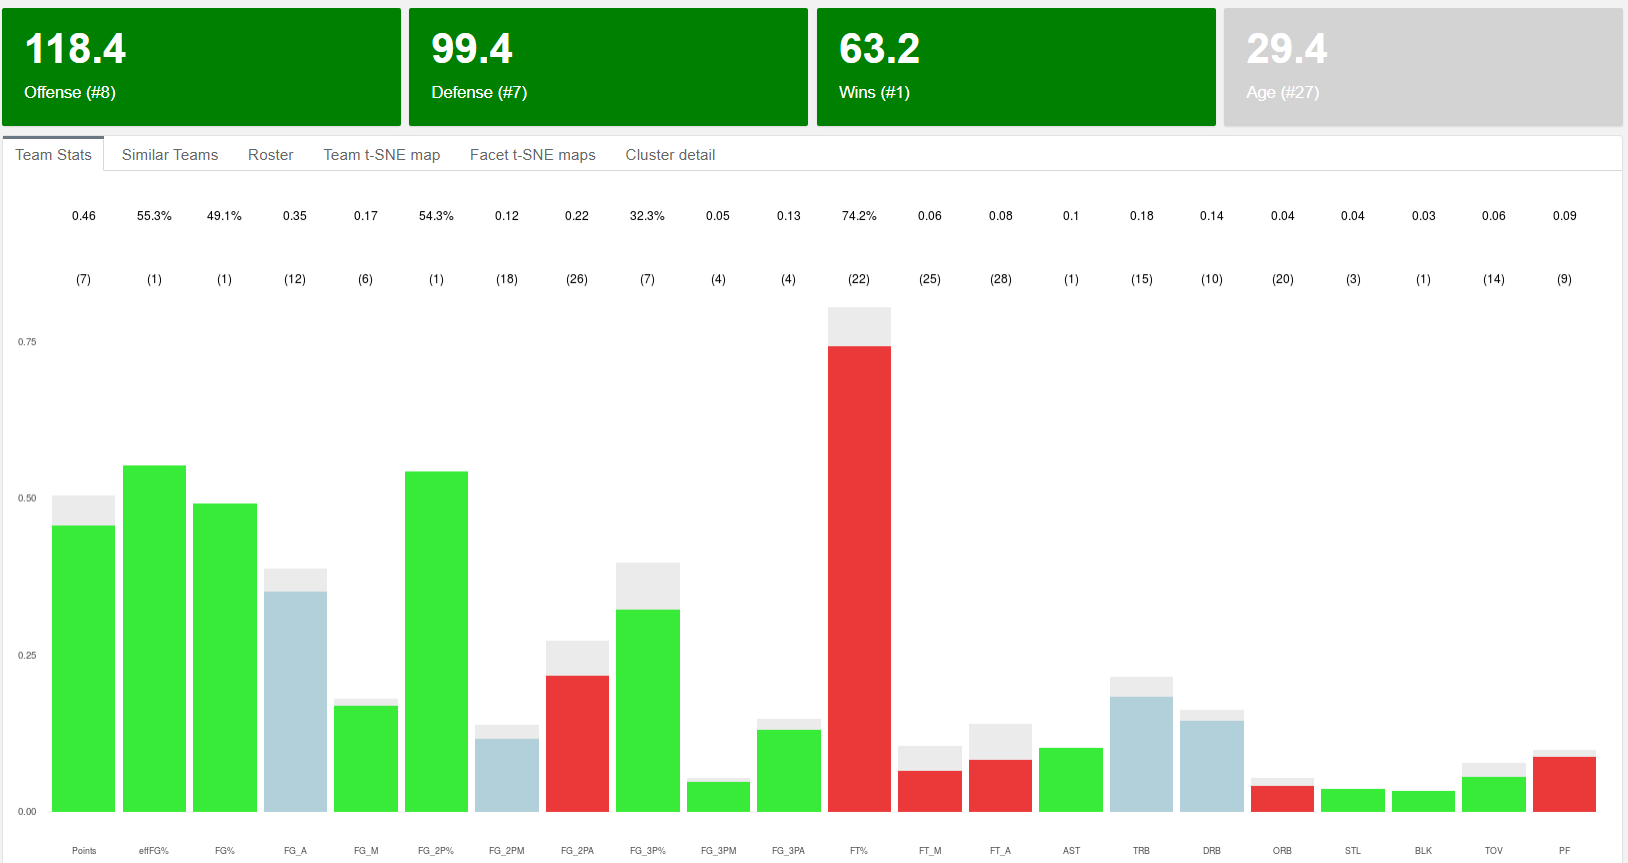 118.4
Offense (#8)
99.4
Defense (#7)
63.2
Wins (#1)
29.4
Age (#27)
Team Stats Similar Teams Roster Team t-SNE map Facet t-SNE maps Cluster detail
0.46 55.3% 49.1% 0.35 0.17 54.3% 0.12 0.22 32.3% 0.05 0.13 74.2% 0.06 0.08 0.1 0.18 0.14 0.04 0.04 0.03 0.06 0.09
(7) (1) (1) (12) (6) (1) (18) (26) (7) (4) (4) (22) (25) (28) (1) (15) (10) (20) (3) (1) (14) (9)
0.75
0.50
0.25
0.00
Points effFG% FG% FG_A FG_M FG_2P% FG_2PM FG_2PA FG_3P% FG_3PM FG_3PA FT% FT_M FT_A AST TRB DRB ORB STL BLK TOV PF